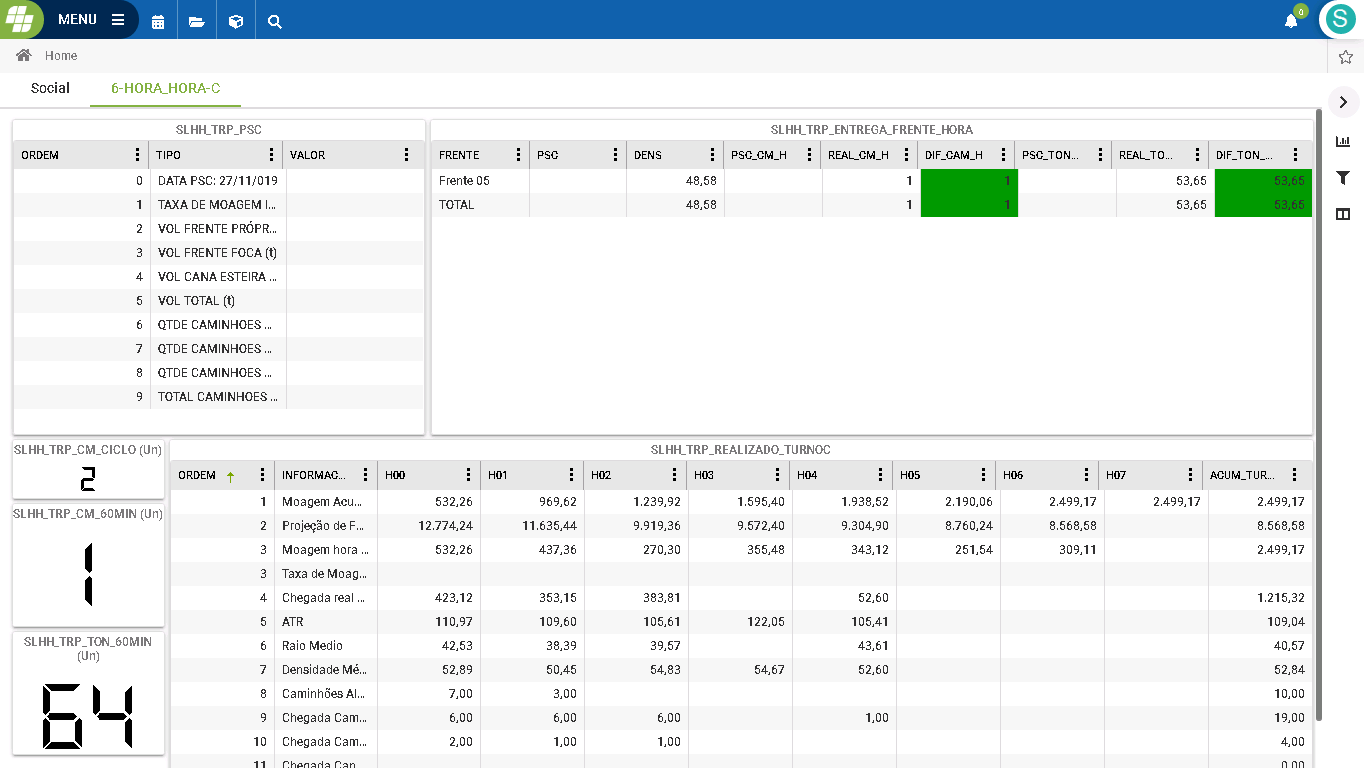 MENU
0
S
Home
Social 6-HORA_HORA-C
SLHH_TRP_PSC
ORDEM TIPO VALOR
0 DATA PSC: 27/11/019
1 TAXA DE MOAGEM I...
2 VOL FRENTE PRÓPR...
3 VOL FRENTE FOCA (t)
4 VOL CANA ESTEIRA ...
5 VOL TOTAL (t)
6 QTDE CAMINHOES ...
7 QTDE CAMINHOES ...
8 QTDE CAMINHOES ...
9 TOTAL CAMINHOES ...
SLHH_TRP_ENTREGA_FRENTE_HORA
FRENTE PSC DENS PSC_CM_H REAL_CM_H DIF_CAM_H PSC_TON... REAL_TO... DIF_TON_...
Frente 05 48,58 1 1 53,65 53,65
TOTAL 48,58 1 1 53,65 53,65
SLHH_TRP_CM_CICLO (Un)
2
SLHH_TRP_CM_60MIN (Un)
1
SLHH_TRP_TON_60MIN
(Un)
64
SLHH_TRP_REALIZADO_TURNOC
ORDEM INFORMAC... H00 H01 H02 H03 H04 H05 H06 H07 ACUM_TUR...
1 Moagem Acu... 532,26 969,62 1.239,92 1.595,40 1.938,52 2.190,06 2.499,17 2.499,17 2.499,17
2 Projeção de F... 12.774,24 11.635,44 9.919,36 9.572,40 9.304,90 8.760,24 8.568,58 8.568,58
3 Moagem hora ... 532,26 437,36 270,30 355,48 343,12 251,54 309,11 2.499,17
3 Taxa de Moag...
4 Chegada real ... 423,12 353,15 383,81 52,60 1.215,32
5 ATR 110,97 109,60 105,61 122,05 105,41 109,04
6 Raio Medio 42,53 38,39 39,57 43,61 40,57
7 Densidade Mé... 52,89 50,45 54,83 54,67 52,60 52,84
8 Caminhões Al... 7,00 3,00 10,00
9 Chegada Cam... 6,00 6,00 6,00 1,00 19,00
10 Chegada Cam... 2,00 1,00 1,00 4,00
11 Chegada Can... 0,00